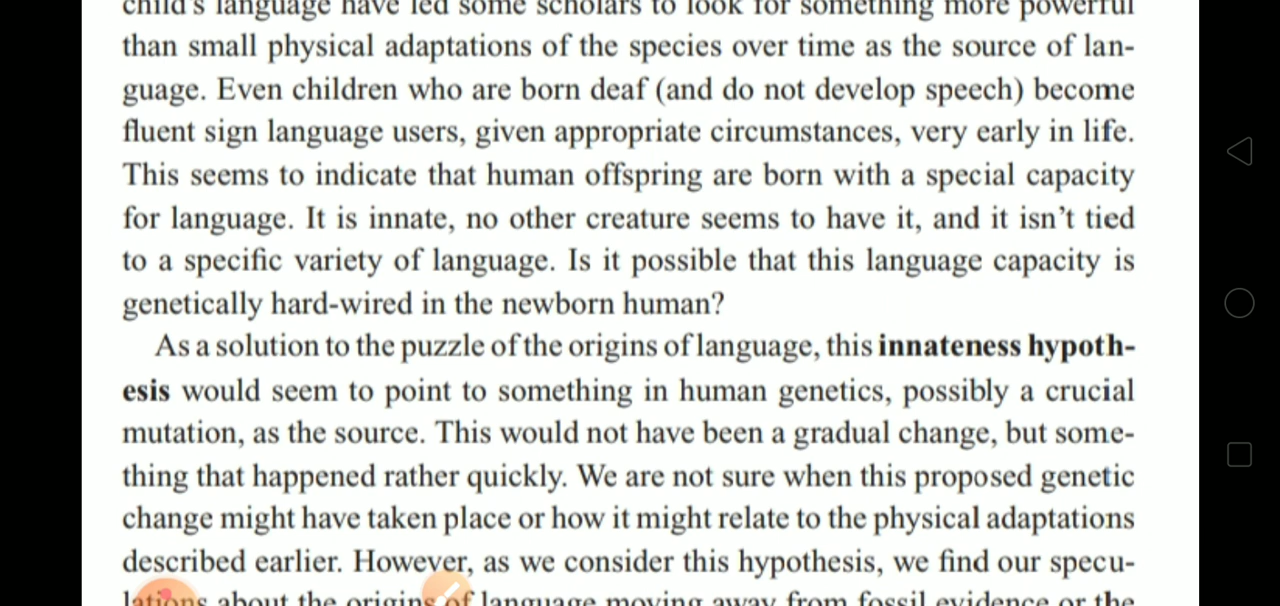 child's language have led some scholars to look for something more powerful
than small physical adaptations of the species over time as the source of lan-
guage. Even children who are born deaf (and do not develop speech) become
fluent sign language users, given appropriate circumstances, very early in life.
This seems to indicate that human offspring are born with a special capacity
for language. It is innate, no other creature seems to have it, and it isn't tied
to a specific variety of language. Is it possible that this language capacity is
genetically hard-wired in the newborn human?
As a solution to the puzzle of the origins of language, this innateness hypoth-
esis would seem to point to something in human genetics, possibly a crucial
mutation, as the source. This would not have been a gradual change, but some-
thing that happened rather quickly. We are not sure when this proposed genetic
change might have taken place or how it might relate to the physical adaptations
described earlier. However, as we consider this hypothesis, we find our specu-
lations about the origins of language moving away from fossil evidence or the